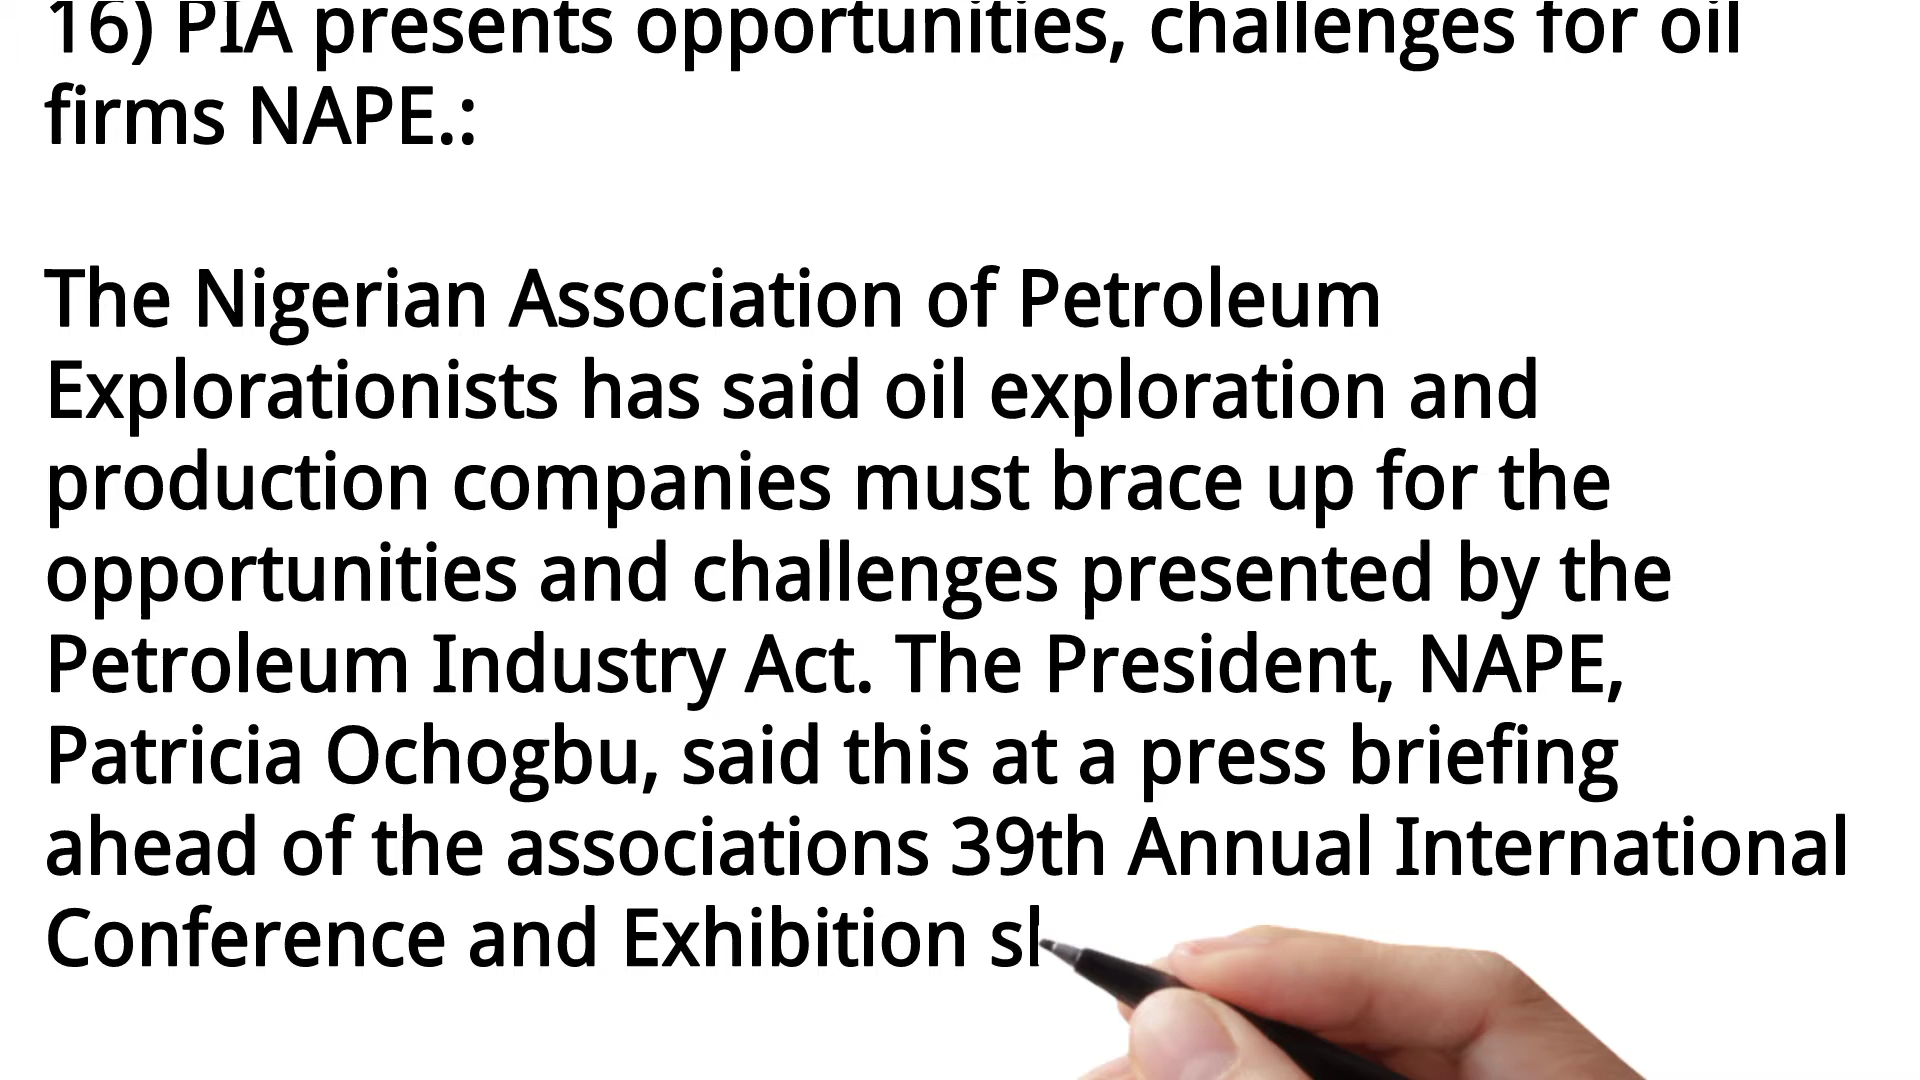 16) PIA presents opportunities, challenges for oil
firms NAPE.:
The Nigerian Association of Petroleum
Explorationists has said oil exploration and
production companies must brace up for the
opportunities and challenges presented by the
Petroleum Industry Act. The President, NAPE,
Patricia Ochogbu, said this at a press briefing
ahead of the associations 39th Annual International
Conference and Exhibition